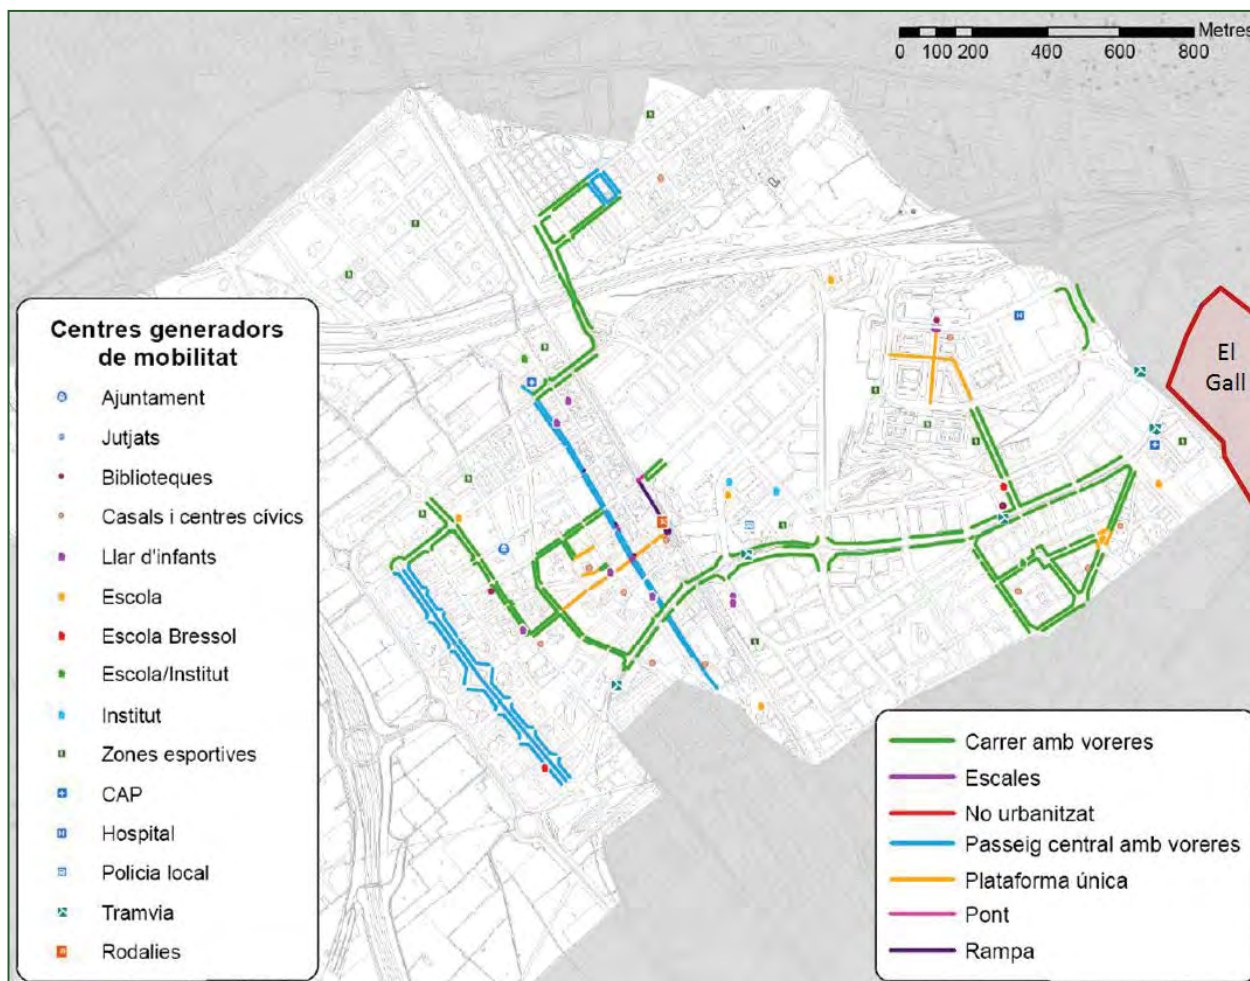 Metres
0 100 200 400 600 800
El
Gall
Centres generadors
de mobilitat
Ajuntament
Jutjats
Biblioteques
Casals i centres cívics
Llar d'infants
Escola
Escola Bressol
Escola/Institut
Institut
Zones esportives
CAP
Hospital
Policia local
Tramvia
Rodalies
Carrer amb voreres
Escales
No urbanitzat
Passeig central amb voreres
Plataforma única
Pont
Rampa